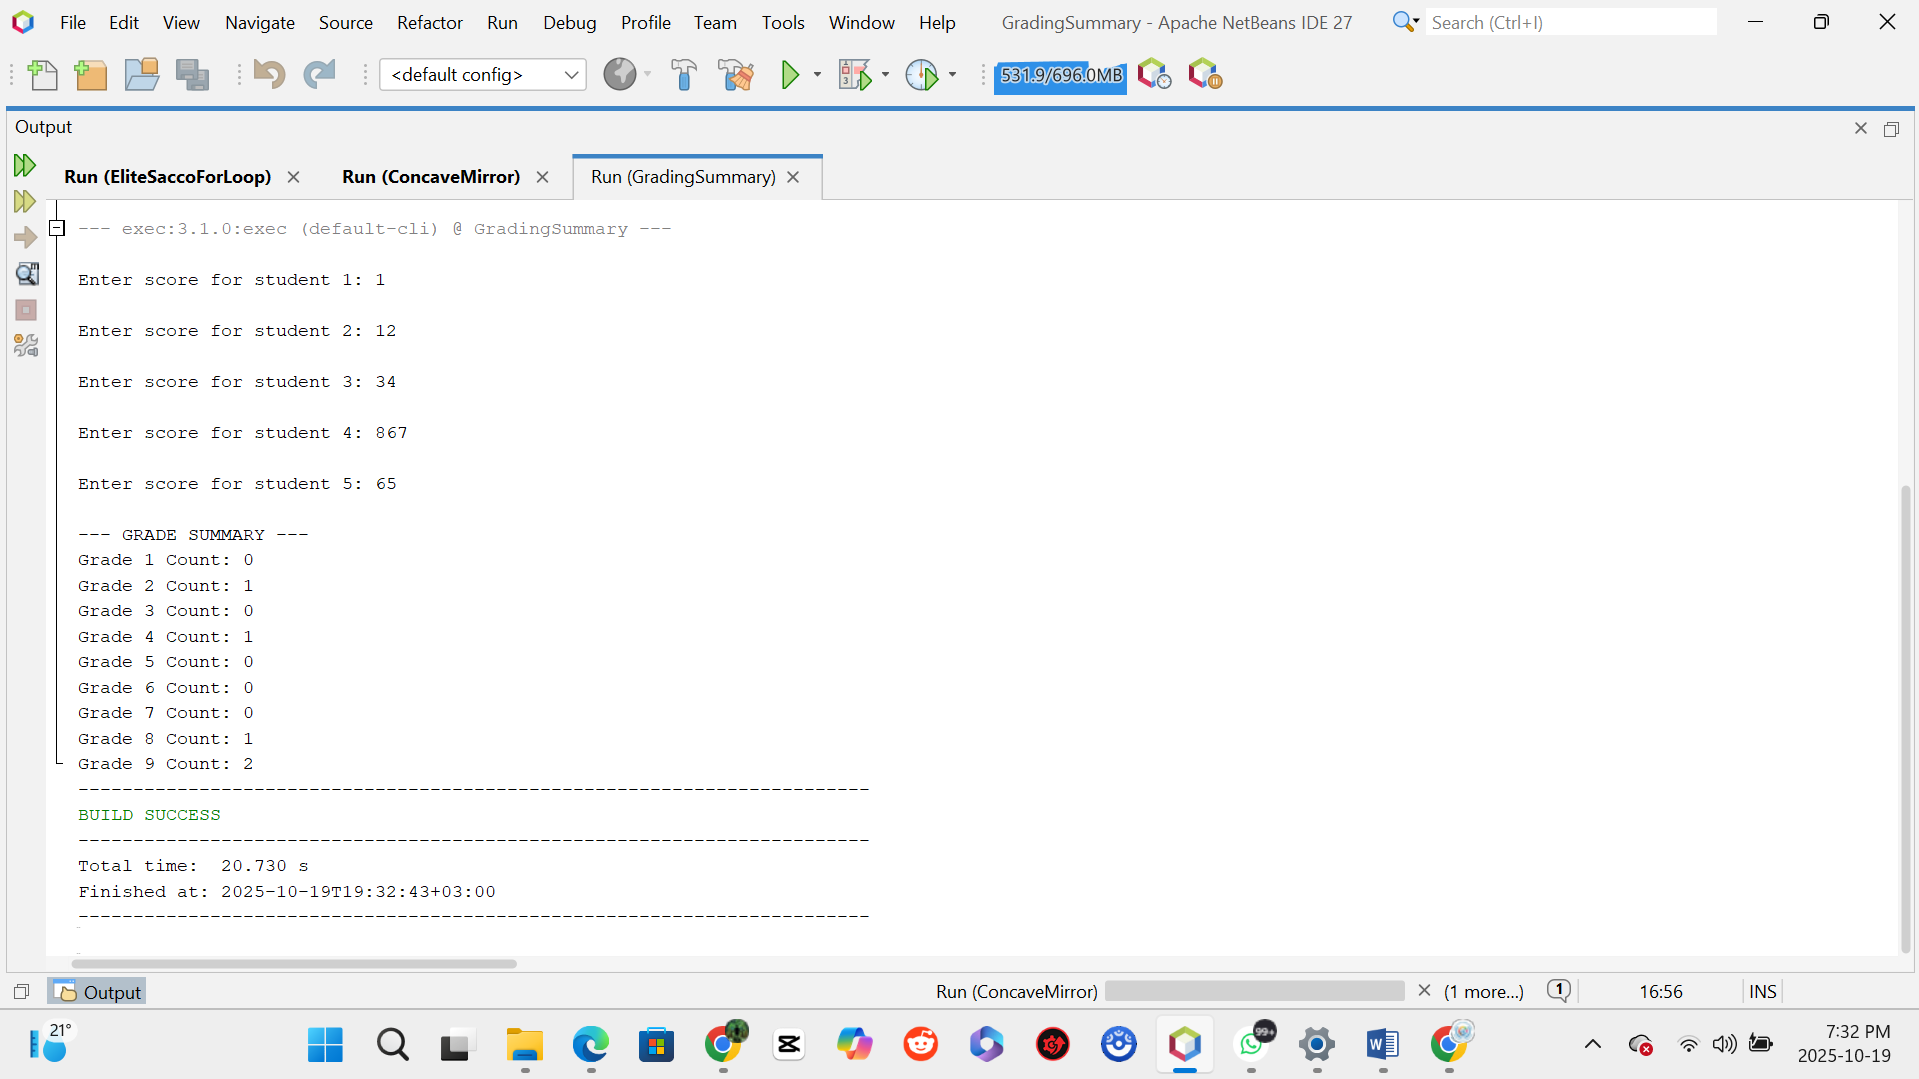 File Edit View Navigate Source Refactor Run Debug Profile Team Tools Window Help GradingSummary - Apache NetBeans IDE 27 Search (Ctrl+I)
<default config> 531.9/696.0MB
Output
Run (EliteSaccoForLoop) Run (ConcaveMirror) Run (GradingSummary)
--- exec:3.1.0:exec (default-cli) @ GradingSummary ---
Enter score for student 1: 1
Enter score for student 2: 12
Enter score for student 3: 34
Enter score for student 4: 867
Enter score for student 5: 65
--- GRADE SUMMARY ---
Grade 1 Count: 0
Grade 2 Count: 1
Grade 3 Count: 0
Grade 4 Count: 1
Grade 5 Count: 0
Grade 6 Count: 0
Grade 7 Count: 0
Grade 8 Count: 1
Grade 9 Count: 2
------------------------------------------------------------------------
BUILD SUCCESS
------------------------------------------------------------------------
Total time:  20.730 s
Finished at: 2025-10-19T19:32:43+03:00
------------------------------------------------------------------------
Output Run (ConcaveMirror) (1 more...) 1 16:56 INS
21° 99+ 7:32 PM
2025-10-19